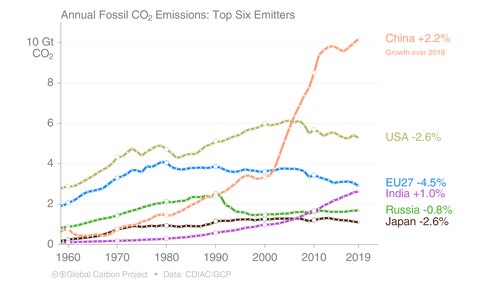 Annual Fossil CO₂ Emissions: Top Six Emitters
10 Gt
CO₂
8
6
4
2
0
China +2.2%
Growth over 2018
USA -2.6%
EU27 -4.5%
India +1.0%
Russia -0.8%
Japan -2.6%
1960
1970
1980
1990
2000
2010
2019
Global Carbon Project • Data: CDIAC/GCP